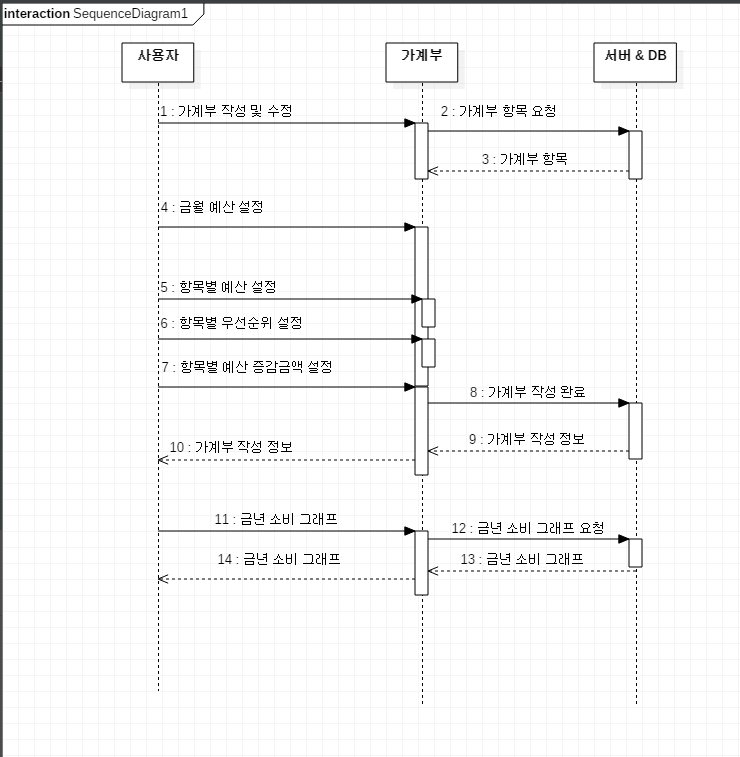 interaction SequenceDiagram1
사용자
가계부
서버 & DB
1 : 가계부 작성 및 수정
2 : 가계부 항목 요청
3 : 가계부 항목
4 : 금월 예산 설정
5 : 항목별 예산 설정
6 : 항목별 우선순위 설정
7 : 항목별 예산 증감금액 설정
8 : 가계부 작성 완료
9 : 가계부 작성 정보
10 : 가계부 작성 정보
11 : 금년 소비 그래프
12 : 금년 소비 그래프 요청
13 : 금년 소비 그래프
14 : 금년 소비 그래프